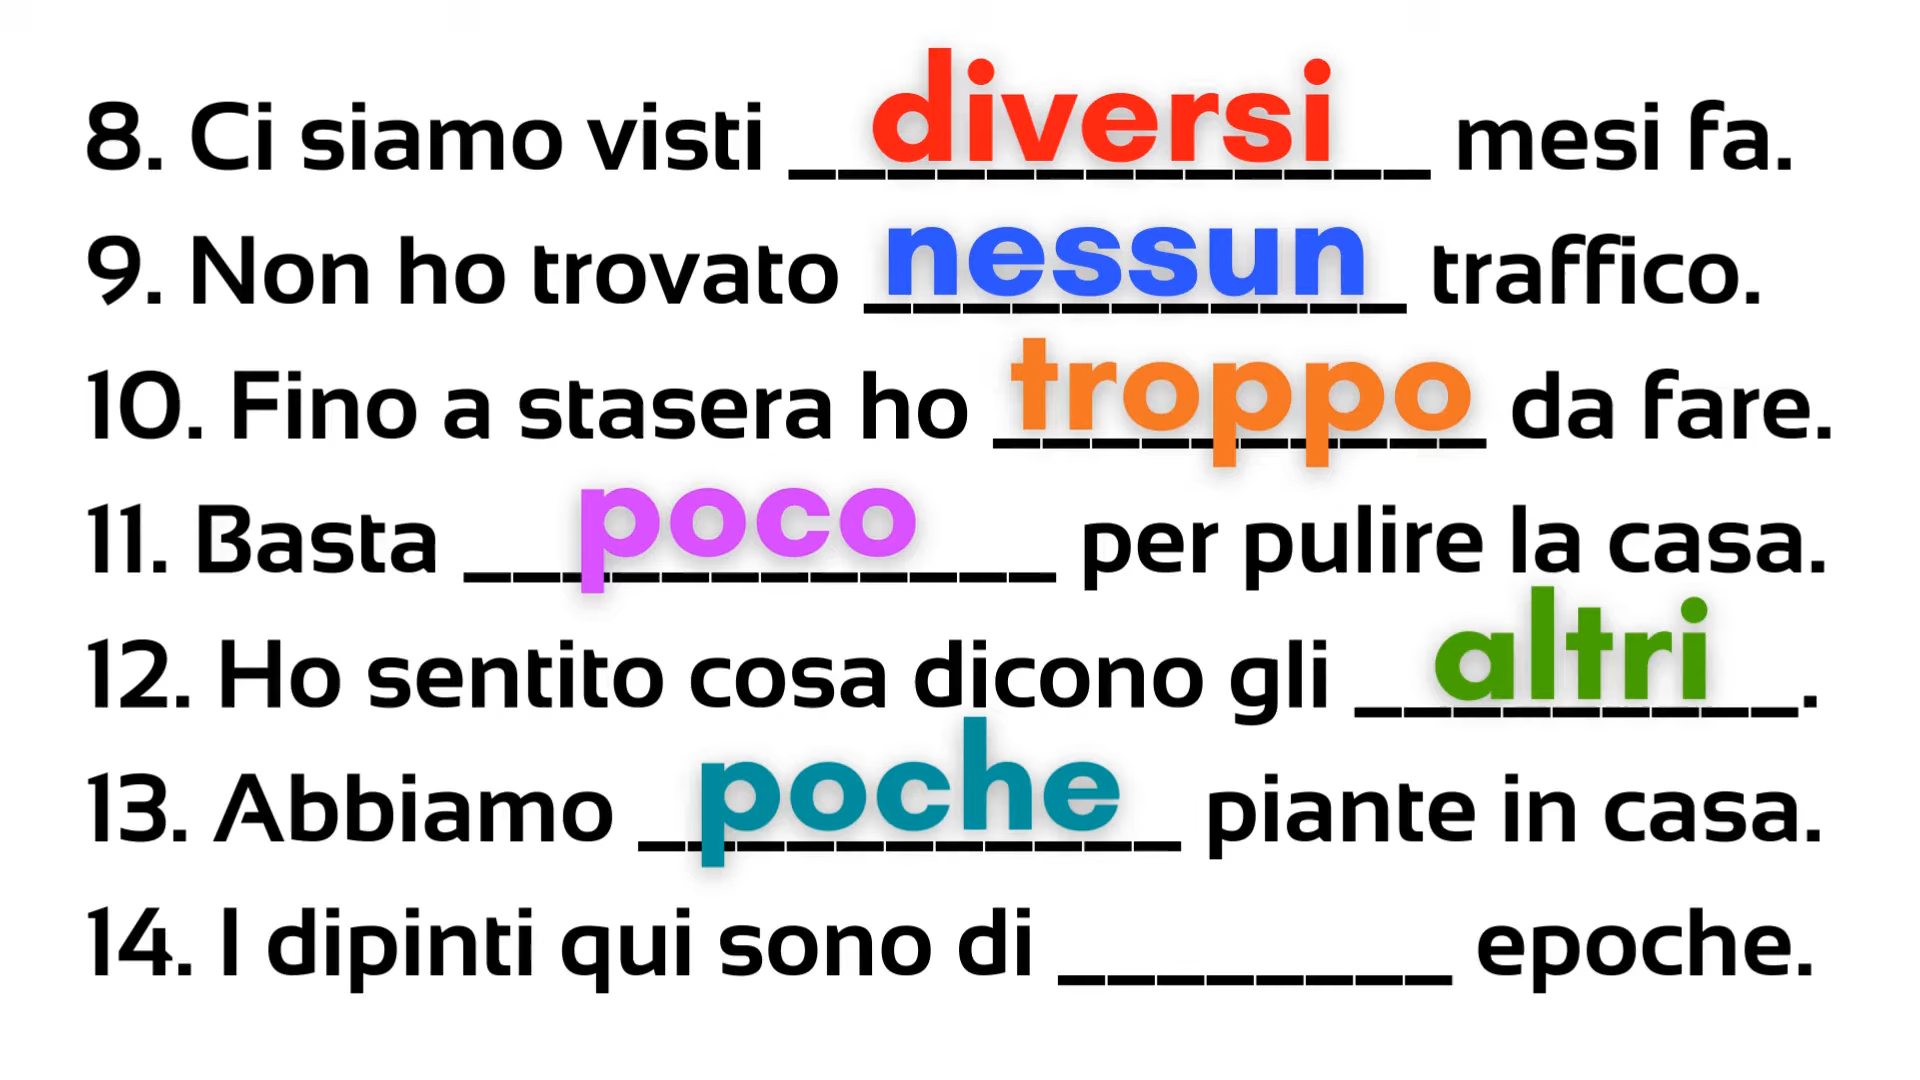 8. Ci siamo visti diversi mesi fa.
9. Non ho trovato nessun traffico.
10. Fino a stasera ho troppo da fare.
11. Basta poco per pulire la casa.
12. Ho sentito cosa dicono gli altri.
13. Abbiamo poche piante in casa.
14. I dipinti qui sono di ________ epoche.